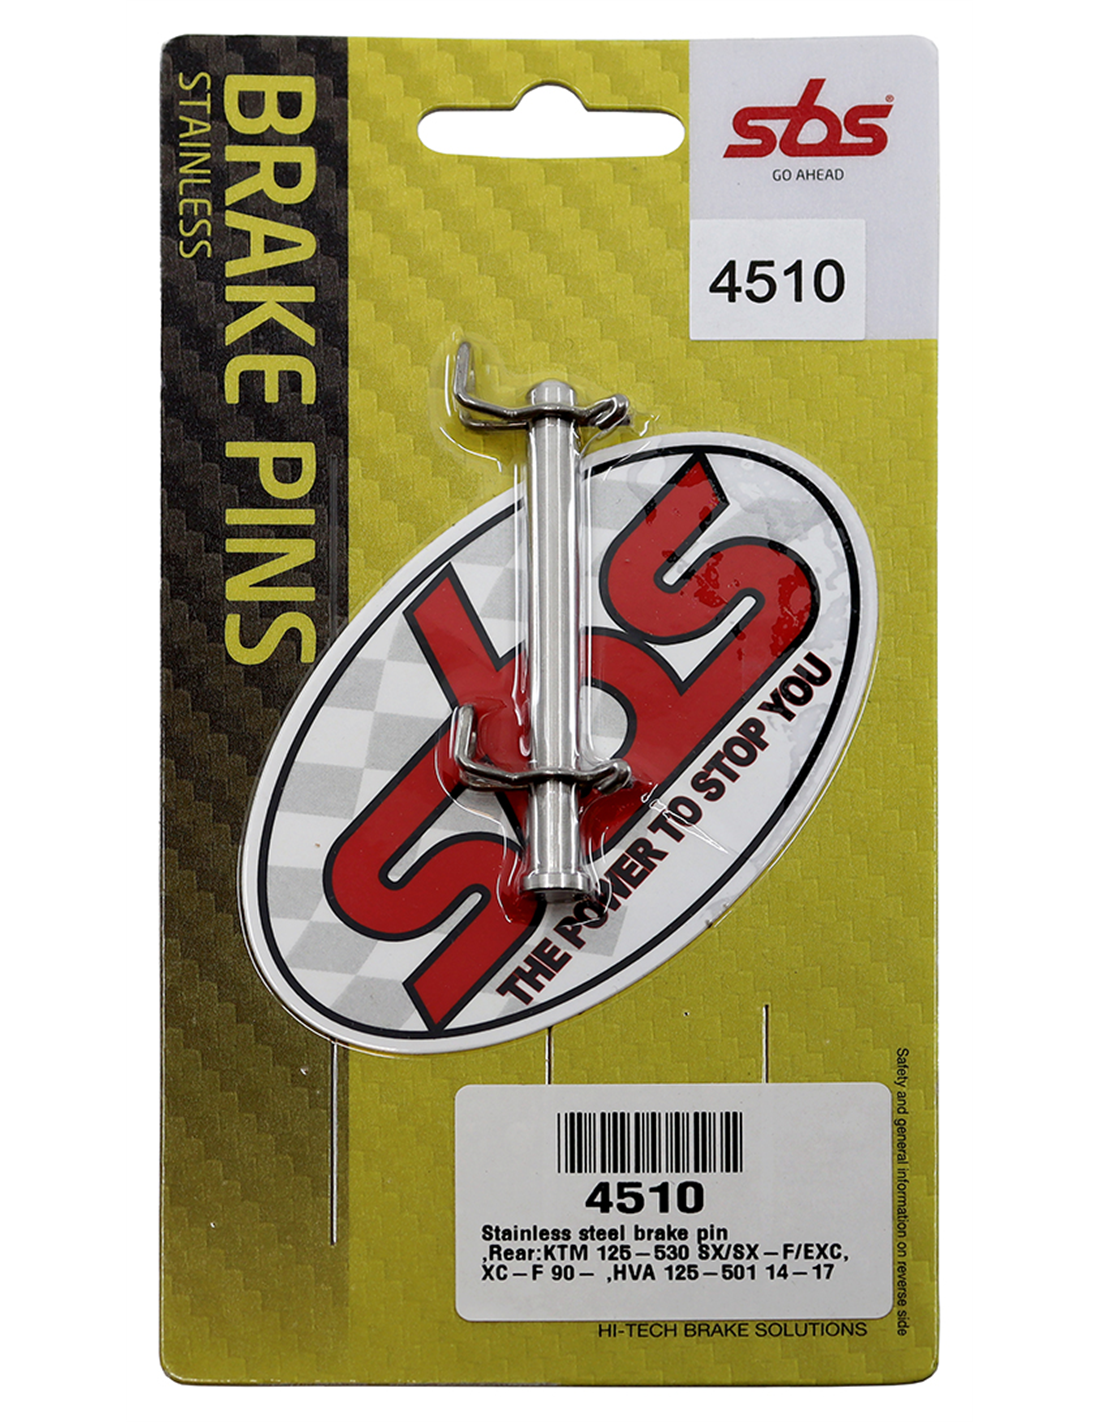 BRAKE PINS
STAINLESS
sbs®
GO AHEAD
4510
sbs
THE POWER TO STOP YOU
4510
Stainless steel brake pin
,Rear:KTM 125-530 SX/SX-F/EXC,
XC-F 90- ,HVA 125-501 14-17
HI-TECH BRAKE SOLUTIONS
Safety and general information on reverse side